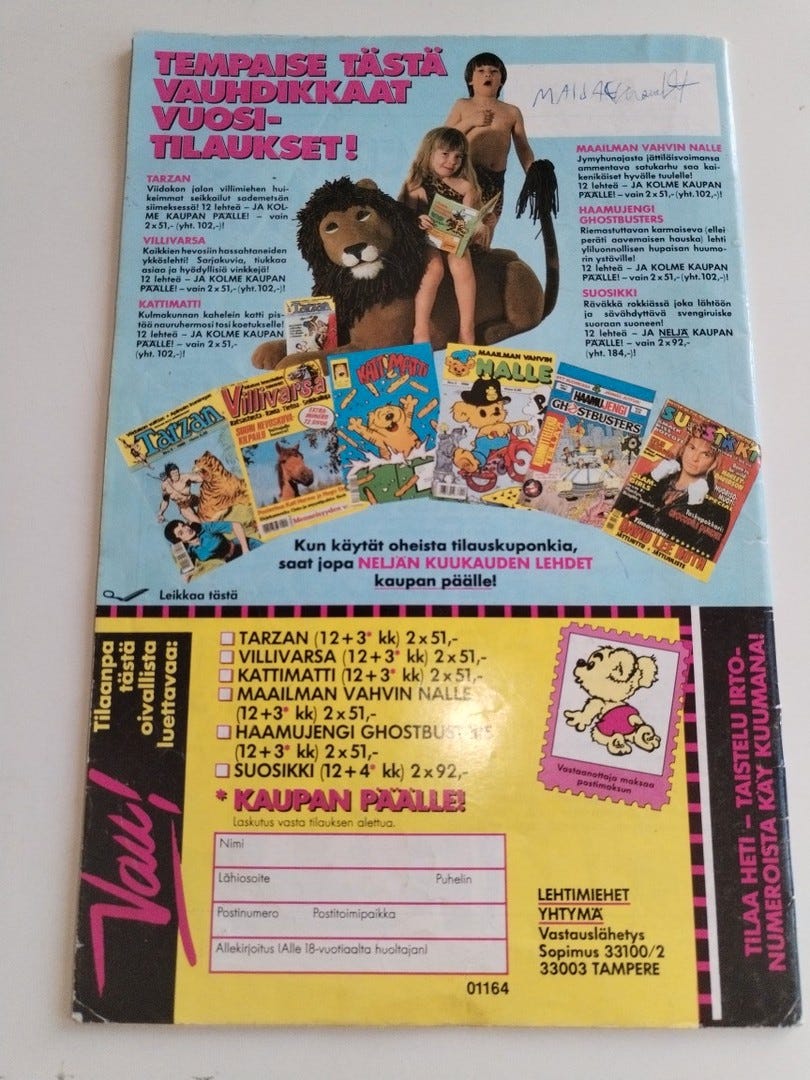 TEMPAISE TÄSTÄ
VAUHDIKKAAT
VUOSI-
TILAUKSET!
MAIJA
TARZAN
Viidakon jalon villimiehen hui-
keimmat seikkailut sademetsän
siimeksessä! 12 lehteä – JA KOL-
ME KAUPAN PÄÄLLE! – vain
2 x 51,- (yht. 102,-)!
VILLIVARSA
Kaikkien hevosiin hassahtaneiden
ykköslehti! Sarjakuvia, tiukkaa
asiaa ja hyödyllisiä vinkkejä!
12 lehteä – JA KOLME KAUPAN
PÄÄLLE! – vain 2 x 51,- (yht. 102,-)!
KATTIMATTI
Kulmakunnan kahelein katti pis-
tää nauruhermosi tosi koetukselle!
12 lehteä – JA KOLME KAUPAN
PÄÄLLE! – vain 2 x 51,-
(yht. 102,-)!
MAAILMAN VAHVIN NALLE
Jymyhunajasta jättiläisvoimansa
ammentava satukarhu saa kai-
kenikäiset hyvälle tuulelle!
12 lehteä – JA KOLME KAUPAN
PÄÄLLE! – vain 2 x 51,- (yht. 102,-)!
HAAMUJENGI
GHOSTBUSTERS
Riemastuttavan karmaiseva (ellei
peräti aavemaisen hauska) lehti
yliluonnollisen hupaisan huumo-
rin ystäville!
12 lehteä – JA KOLME KAUPAN
PÄÄLLE! – vain 2 x 51,- (yht. 102,-)!
SUOSIKKI
Räväkkä rokkiässä joka lähtöön
ja sävähdyttävä svengiruiske
suoraan suoneen!
12 lehteä – JA NELJÄ KAUPAN
PÄÄLLE! – vain 2 x 92,-
(yht. 184,-)!
Tarzan
Tarzan
Villivarsa
SUURI HEVOSKUVA-
KILPAILU
EXTRA
KATTIMATTI
MAAILMAN VAHVIN
NALLE
HAAMUJENGI
GHOSTBUSTERS
SUOSIKKI
DAVID LEE ROTH
Kun käytät oheista tilauskuponkia,
saat jopa NELJÄN KUUKAUDEN LEHDET
kaupan päälle!
Leikkaa tästä
Tilaanpa
tästä
oivallista
luettavaa:
Vau!
TARZAN (12+3* kk) 2 x 51,-
VILLIVARSA (12+3* kk) 2 x 51,-
KATTIMATTI (12+3* kk) 2 x 51,-
MAAILMAN VAHVIN NALLE
(12+3* kk) 2 x 51,-
HAAMUJENGI GHOSTBUSTERS
(12+3* kk) 2 x 51,-
SUOSIKKI (12+4* kk) 2 x 92,-
* KAUPAN PÄÄLLE!
Laskutus vasta tilauksen alettua.
Nimi
Lähiosoite Puhelin
Postinumero Postitoimipaikka
Allekirjoitus (Alle 18-vuotiaalta huoltajan)
01164
Vastaanottaja maksaa
postimaksun
LEHTIMIEHET
YHTYMÄ
Vastauslähetys
Sopimus 33100/2
33003 TAMPERE
TILAA HETI – TAISTELU IRTO-
NUMEROISTA KÄY KUUMANA!